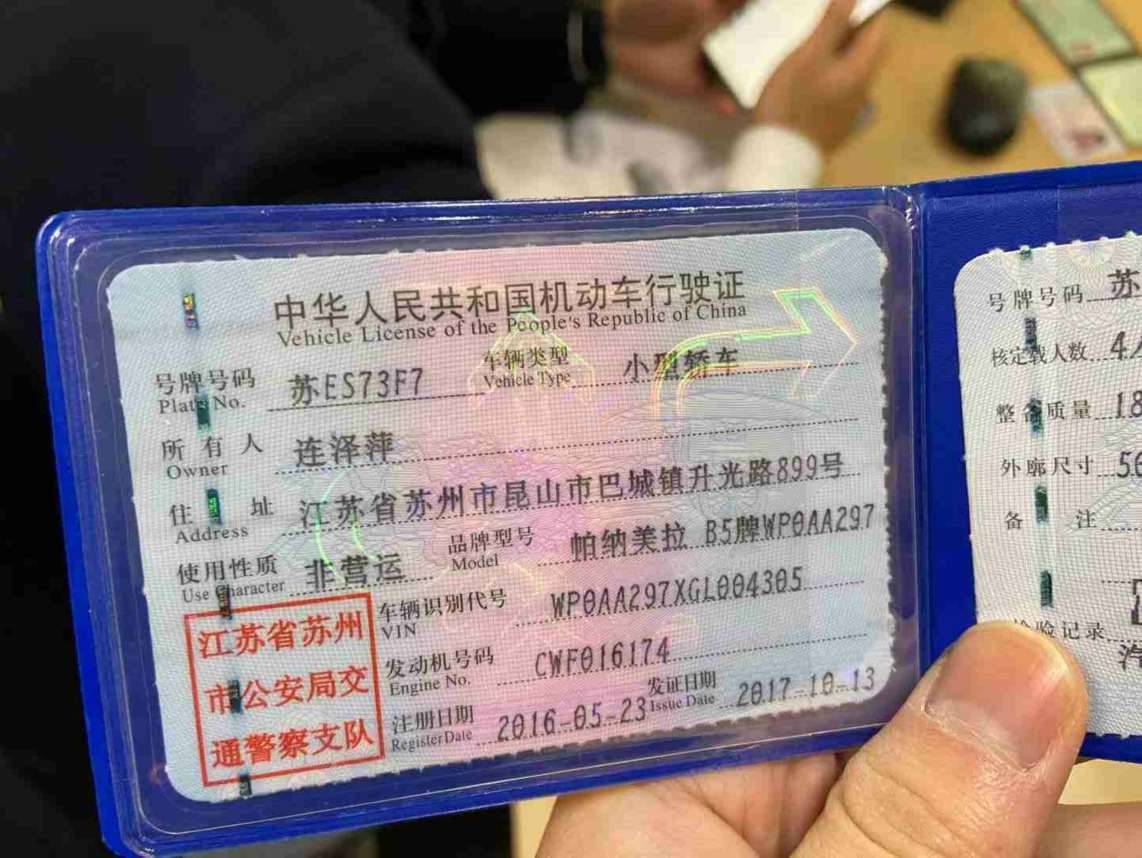 中华人民共和国机动车行驶证
Vehicle License of the People's Republic of China
号牌号码 苏ES73F7 车辆类型 小型轿车
Plate No. Vehicle Type
所有人 连泽萍
Owner
住址 江苏省苏州市昆山市巴城镇升光路899号
Address
使用性质 非营运 品牌型号 帕纳美拉 B5牌WP0AA297
Use Character Model
江苏省苏州
市公安局交
通警察支队
车辆识别代号 WP0AA297XGL004305
VIN
发动机号码 CWF016174
Engine No.
注册日期 2016-05-23 发证日期 2017-10-13
Register Date Issue Date
号牌号码 苏
核定载人数 4
整备质量 18
外廓尺寸 50
备注
检验记录